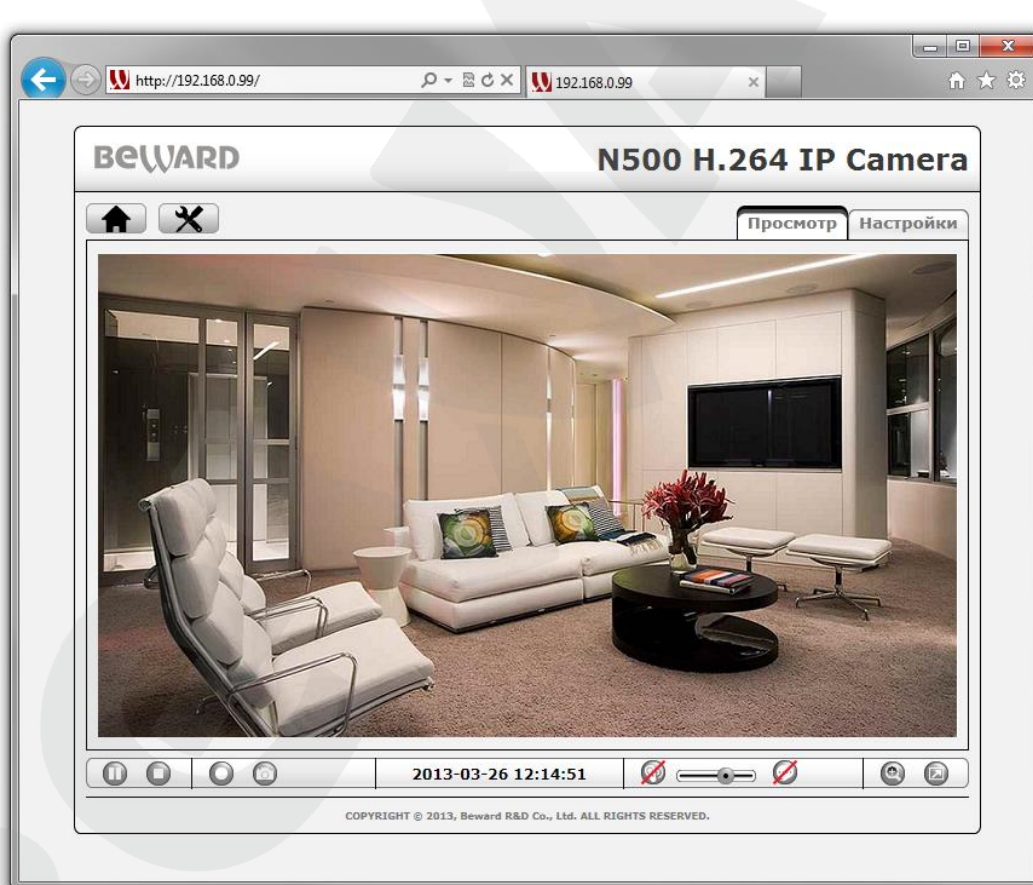 http://192.168.0.99/
192.168.0.99
BEWARD
N500 H.264 IP Camera
Просмотр
Настройки
2013-03-26 12:14:51
COPYRIGHT © 2013, Beward R&D Co., Ltd. ALL RIGHTS RESERVED.